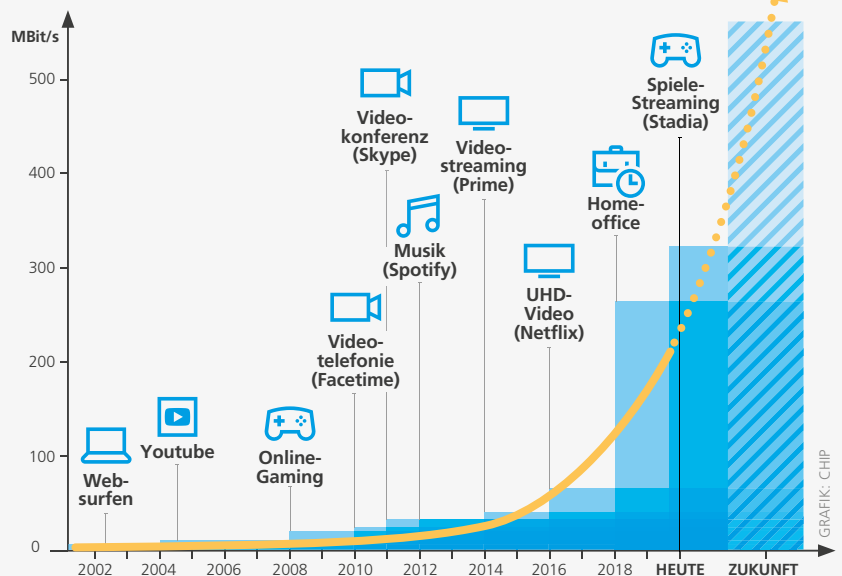 MBit/s
500
400
300
200
100
0
Web-
surfen
Youtube
Online-
Gaming
Video-
telefonie
(Facetime)
Video-
konferenz
(Skype)
Musik
(Spotify)
Video-
streaming
(Prime)
UHD-
Video
(Netflix)
Home-
office
Spiele-
Streaming
(Stadia)
2002 2004 2006 2008 2010 2012 2014 2016 2018 HEUTE ZUKUNFT
GRAFIK: CHIP